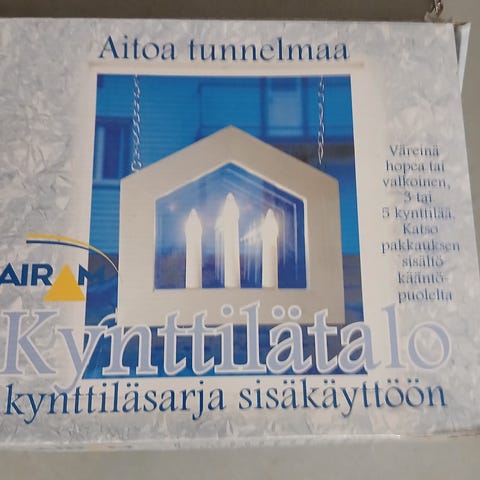 Aitoa tunnelmaa
Väreinä
hopea tai
valkoinen,
3 tai
5 kynttilää.
Katso
pakkauksen
sisältö
kääntö-
puolelta
AIRAM
Kynttilätalo
kynttiläsarja sisäkäyttöön